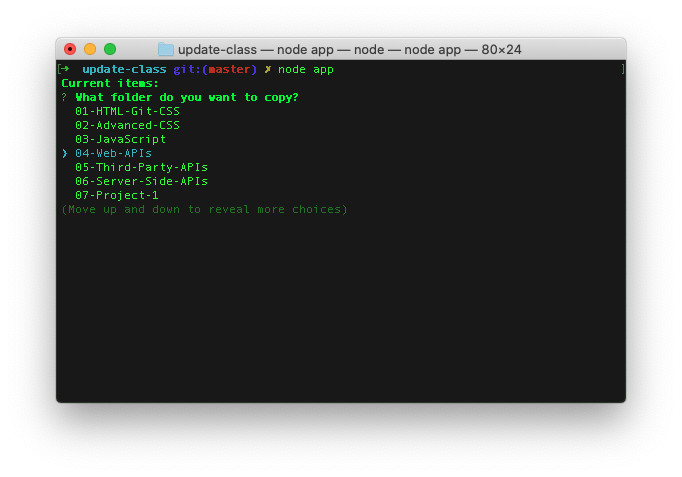 update-class — node app — node — node app — 80×24
[➜  update-class git:(master) ✗ node app ]
Current items:
? What folder do you want to copy?
01-HTML-Git-CSS
02-Advanced-CSS
03-JavaScript
❯ 04-Web-APIs
05-Third-Party-APIs
06-Server-Side-APIs
07-Project-1
(Move up and down to reveal more choices)